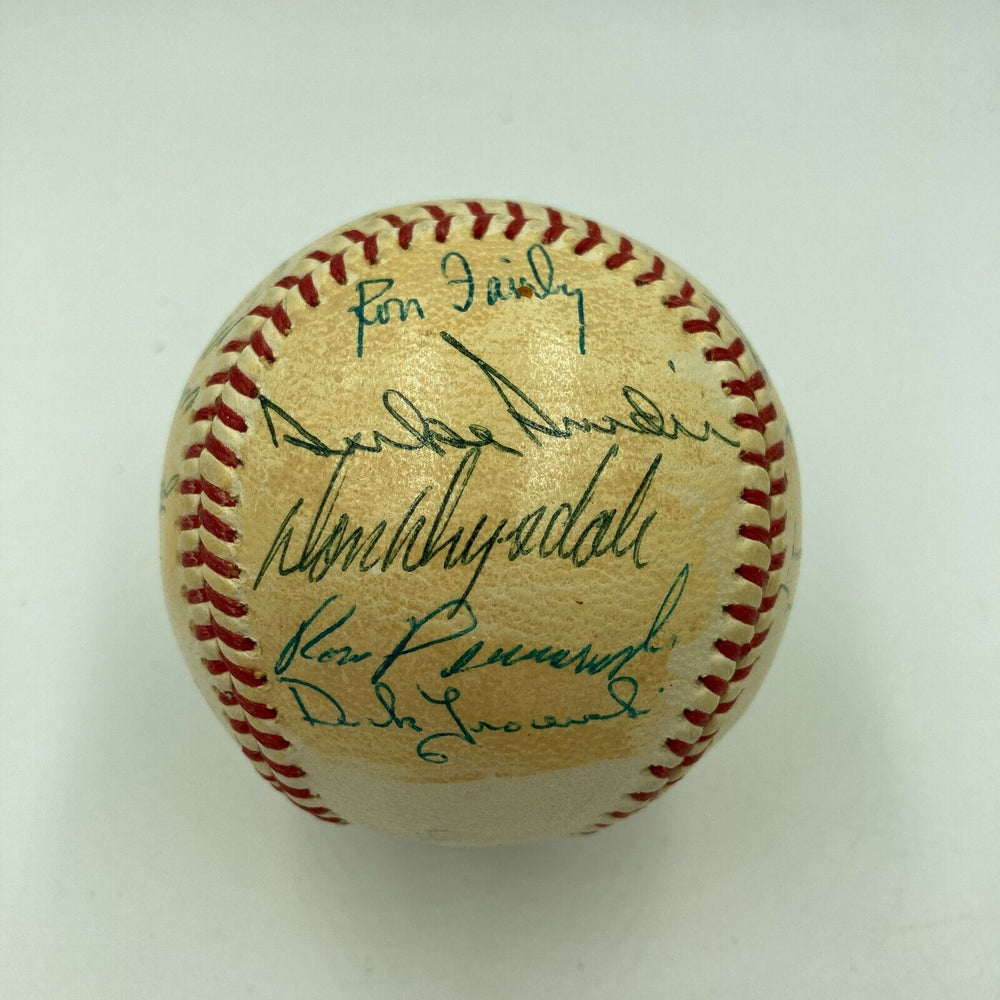 Ron Fairly
Duke Snider
Don Drysdale
Ron Perranoski
Dick Tracewski